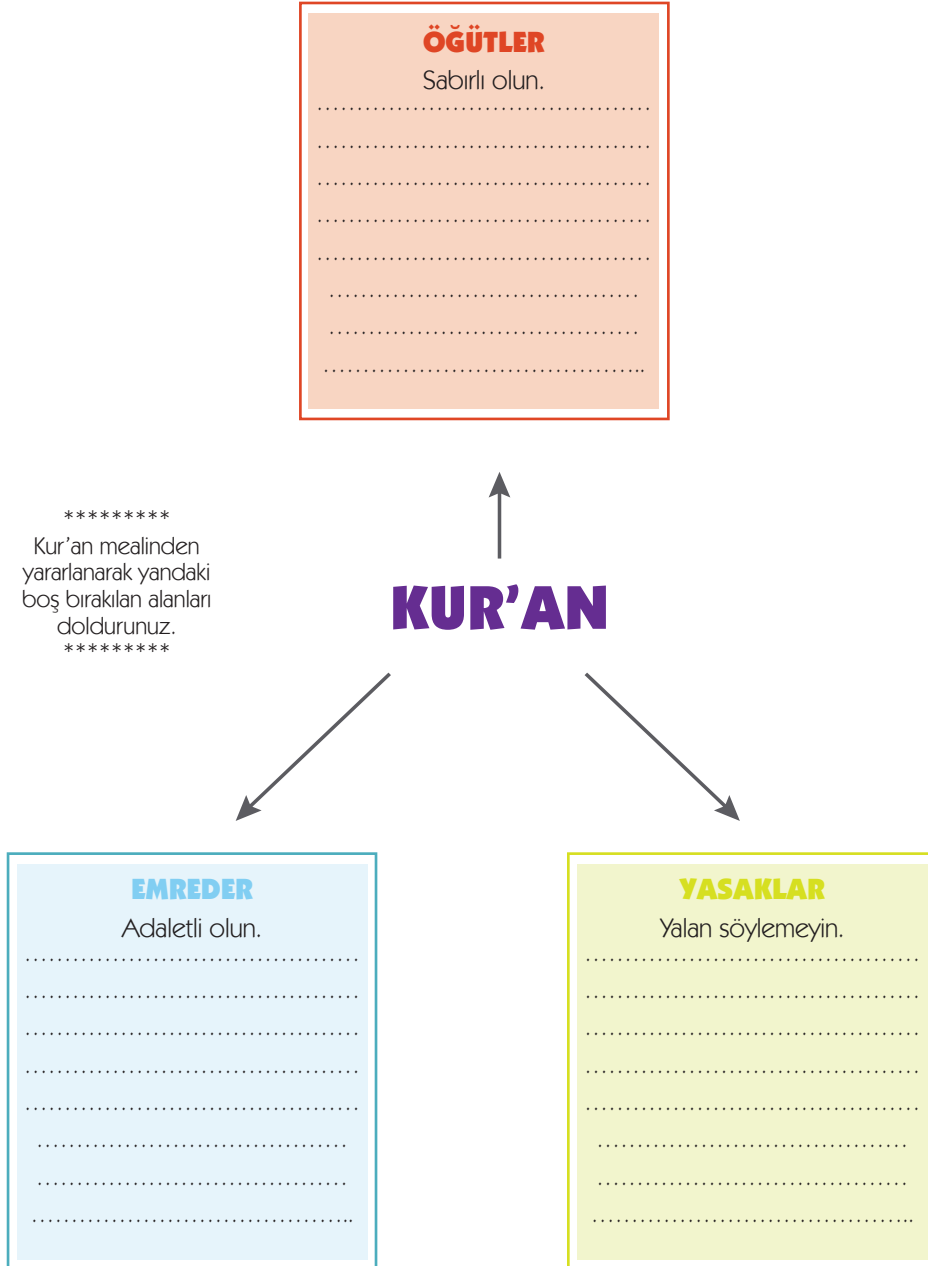 ÖĞÜTLER
Sabırlı olun.
……………………………………
……………………………………
……………………………………
……………………………………
……………………………………
…………………………………
…………………………………
…………………………………..
*********
Kur'an mealinden
yararlanarak yandaki
boş bırakılan alanları
doldurunuz.
*********
KUR'AN
EMREDER
Adaletli olun.
……………………………………
……………………………………
……………………………………
……………………………………
……………………………………
…………………………………
…………………………………
…………………………………..
YASAKLAR
Yalan söylemeyin.
……………………………………
……………………………………
……………………………………
……………………………………
……………………………………
…………………………………
…………………………………
…………………………………..